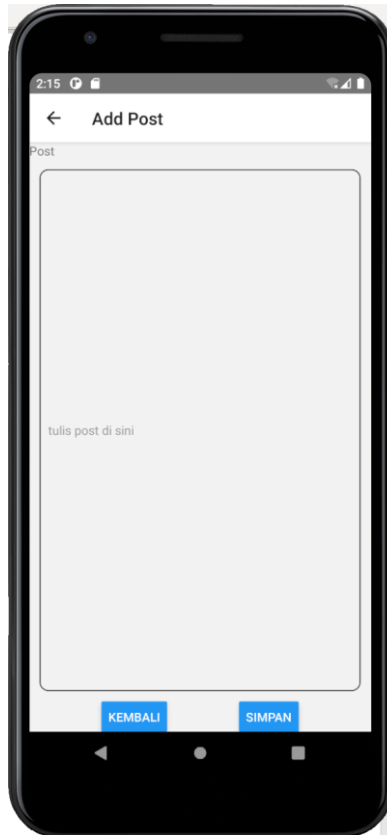 2:15
Add Post
Post
tulis post di sini
KEMBALI SIMPAN